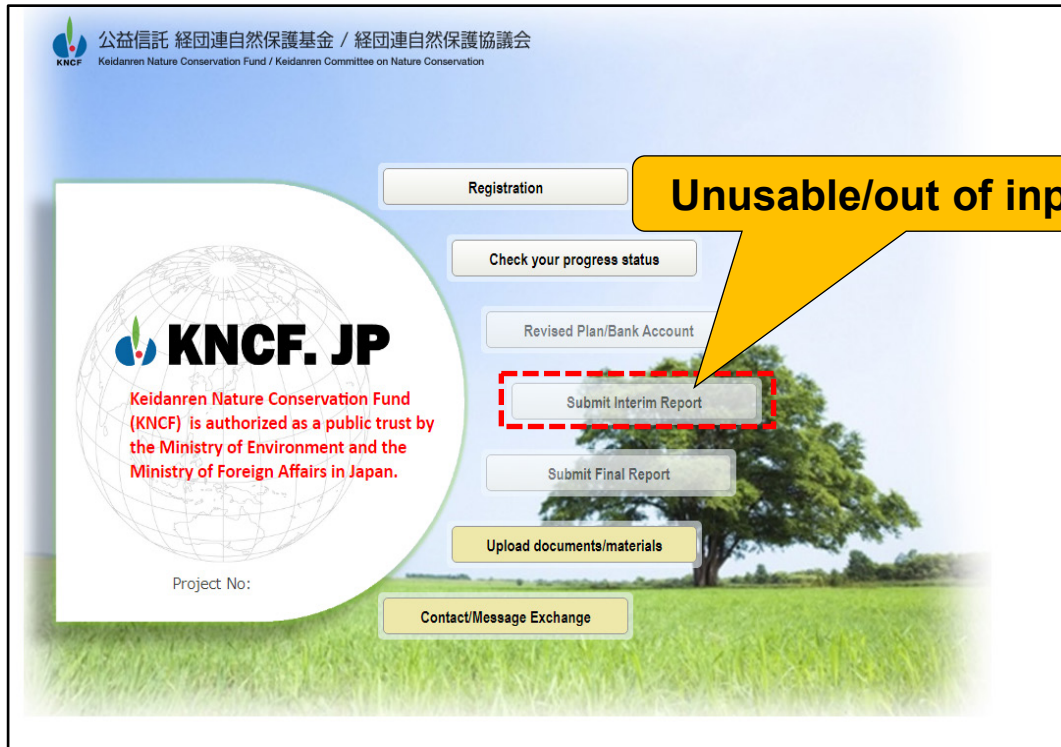 公益信託 経団連自然保護基金 / 経団連自然保護協議会
KNCF Keidanren Nature Conservation Fund / Keidanren Committee on Nature Conservation
Registration
Unusable/out of inp
Check your progress status
Revised Plan/Bank Account
KNCF. JP
Submit Interim Report
Keidanren Nature Conservation Fund
(KNCF) is authorized as a public trust by
the Ministry of Environment and the
Ministry of Foreign Affairs in Japan.
Submit Final Report
Upload documents/materials
Project No:
Contact/Message Exchange